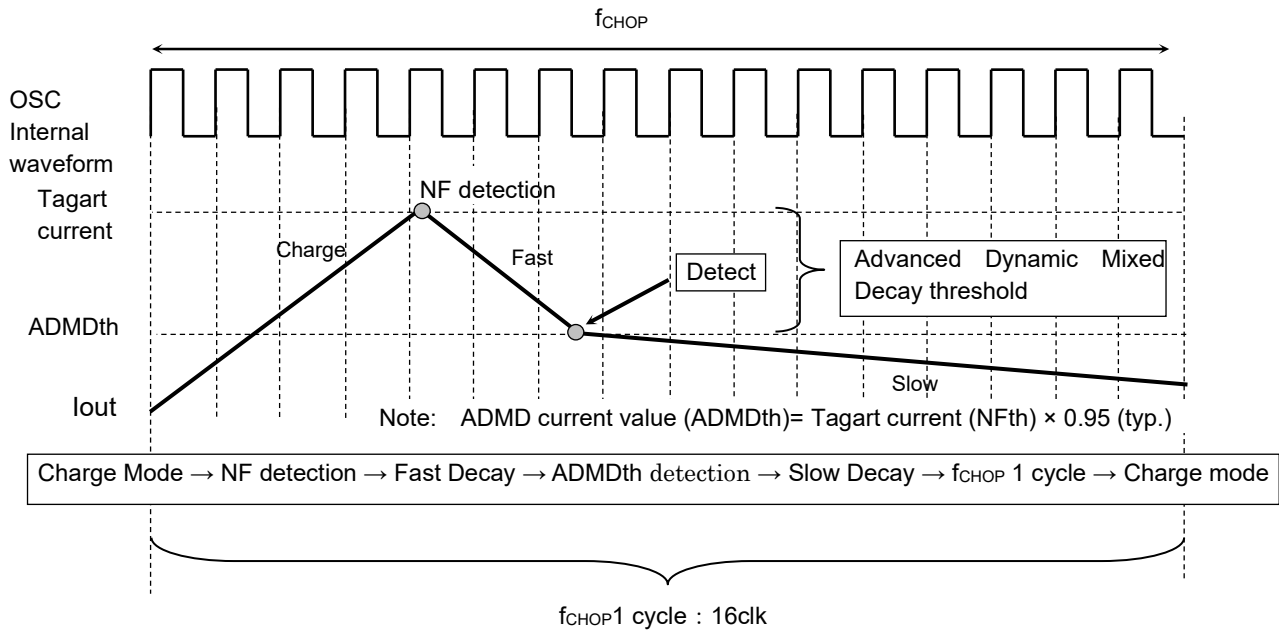 fCHOP
OSC
Internal
waveform
Tagart
current
NF detection
Charge
Fast
Detect
Advanced Dynamic Mixed
Decay threshold
ADMDth
Slow
Iout
Note: ADMD current value (ADMDth)= Tagart current (NFth) × 0.95 (typ.)
Charge Mode → NF detection → Fast Decay → ADMDth detection → Slow Decay → fCHOP 1 cycle → Charge mode
fCHOP1 cycle : 16clk